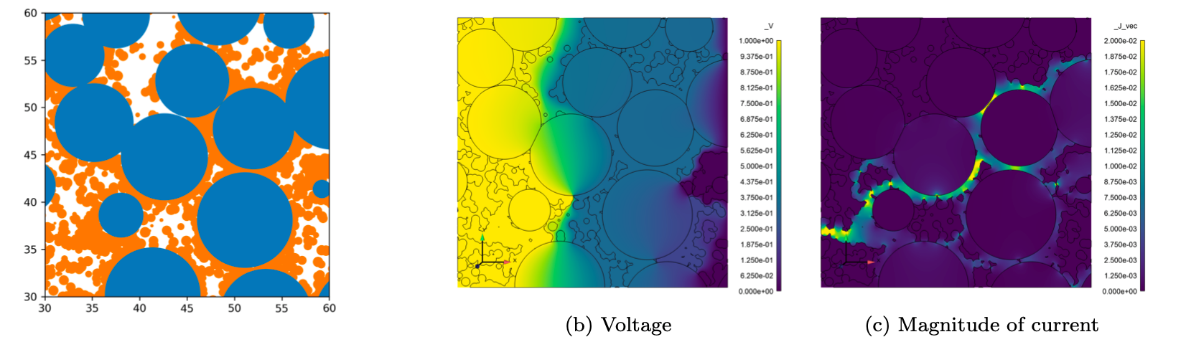 60
55
50
45
40
35
30
30 35 40 45 50 55 60
_V
1.000e+00
9.375e-01
8.750e-01
8.125e-01
7.500e-01
6.875e-01
6.250e-01
5.625e-01
5.000e-01
4.375e-01
3.750e-01
3.125e-01
2.500e-01
1.875e-01
1.250e-01
6.250e-02
0.000e+00
x
(b) Voltage
_J_vec
2.000e-02
1.875e-02
1.750e-02
1.625e-02
1.500e-02
1.375e-02
1.250e-02
1.125e-02
1.000e-02
8.750e-03
7.500e-03
6.250e-03
5.000e-03
3.750e-03
2.500e-03
1.250e-03
0.000e+00
(c) Magnitude of current